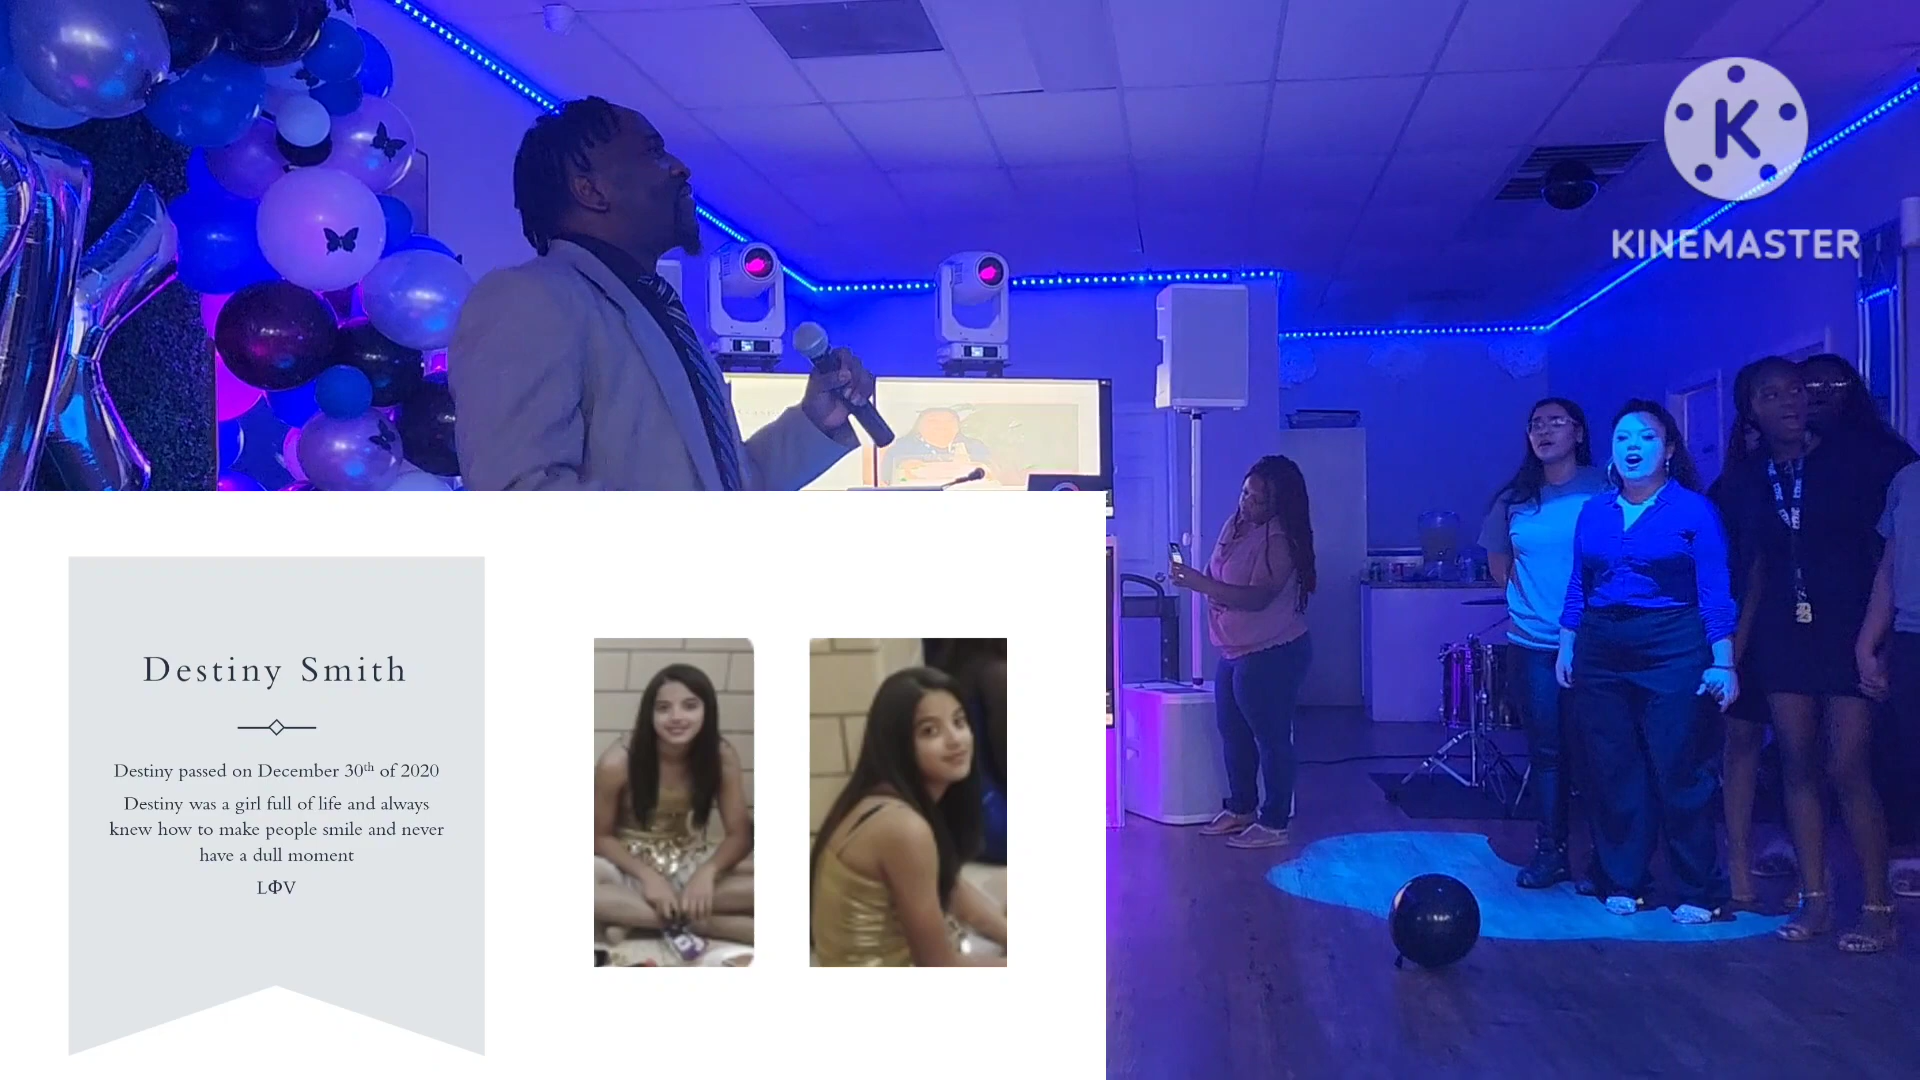 K
KINEMASTER
Destiny Smith
Destiny passed on December 30th of 2020
Destiny was a girl full of life and always
knew how to make people smile and never
have a dull moment
LΦV